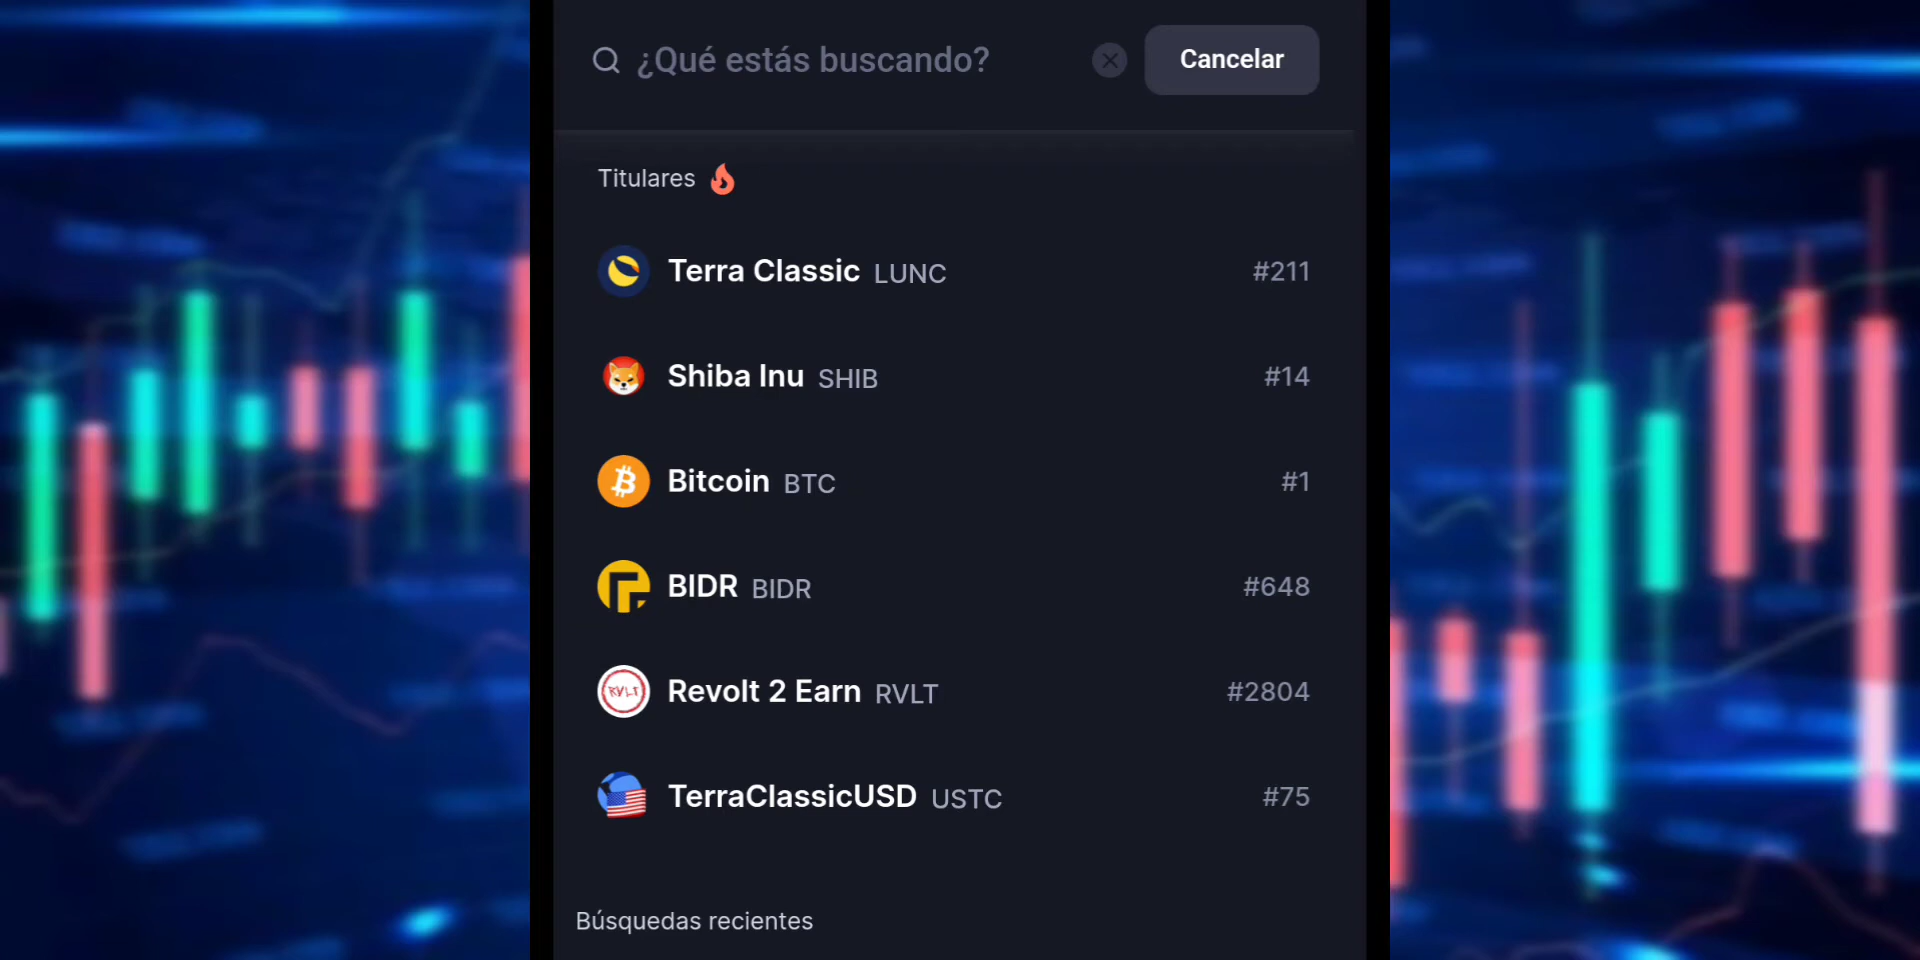 ¿Qué estás buscando?
Cancelar
Titulares
Terra Classic LUNC #211
Shiba Inu SHIB #14
Bitcoin BTC #1
BIDR BIDR #648
RVLT
Revolt 2 Earn RVLT #2804
TerraClassicUSD USTC #75
Búsquedas recientes